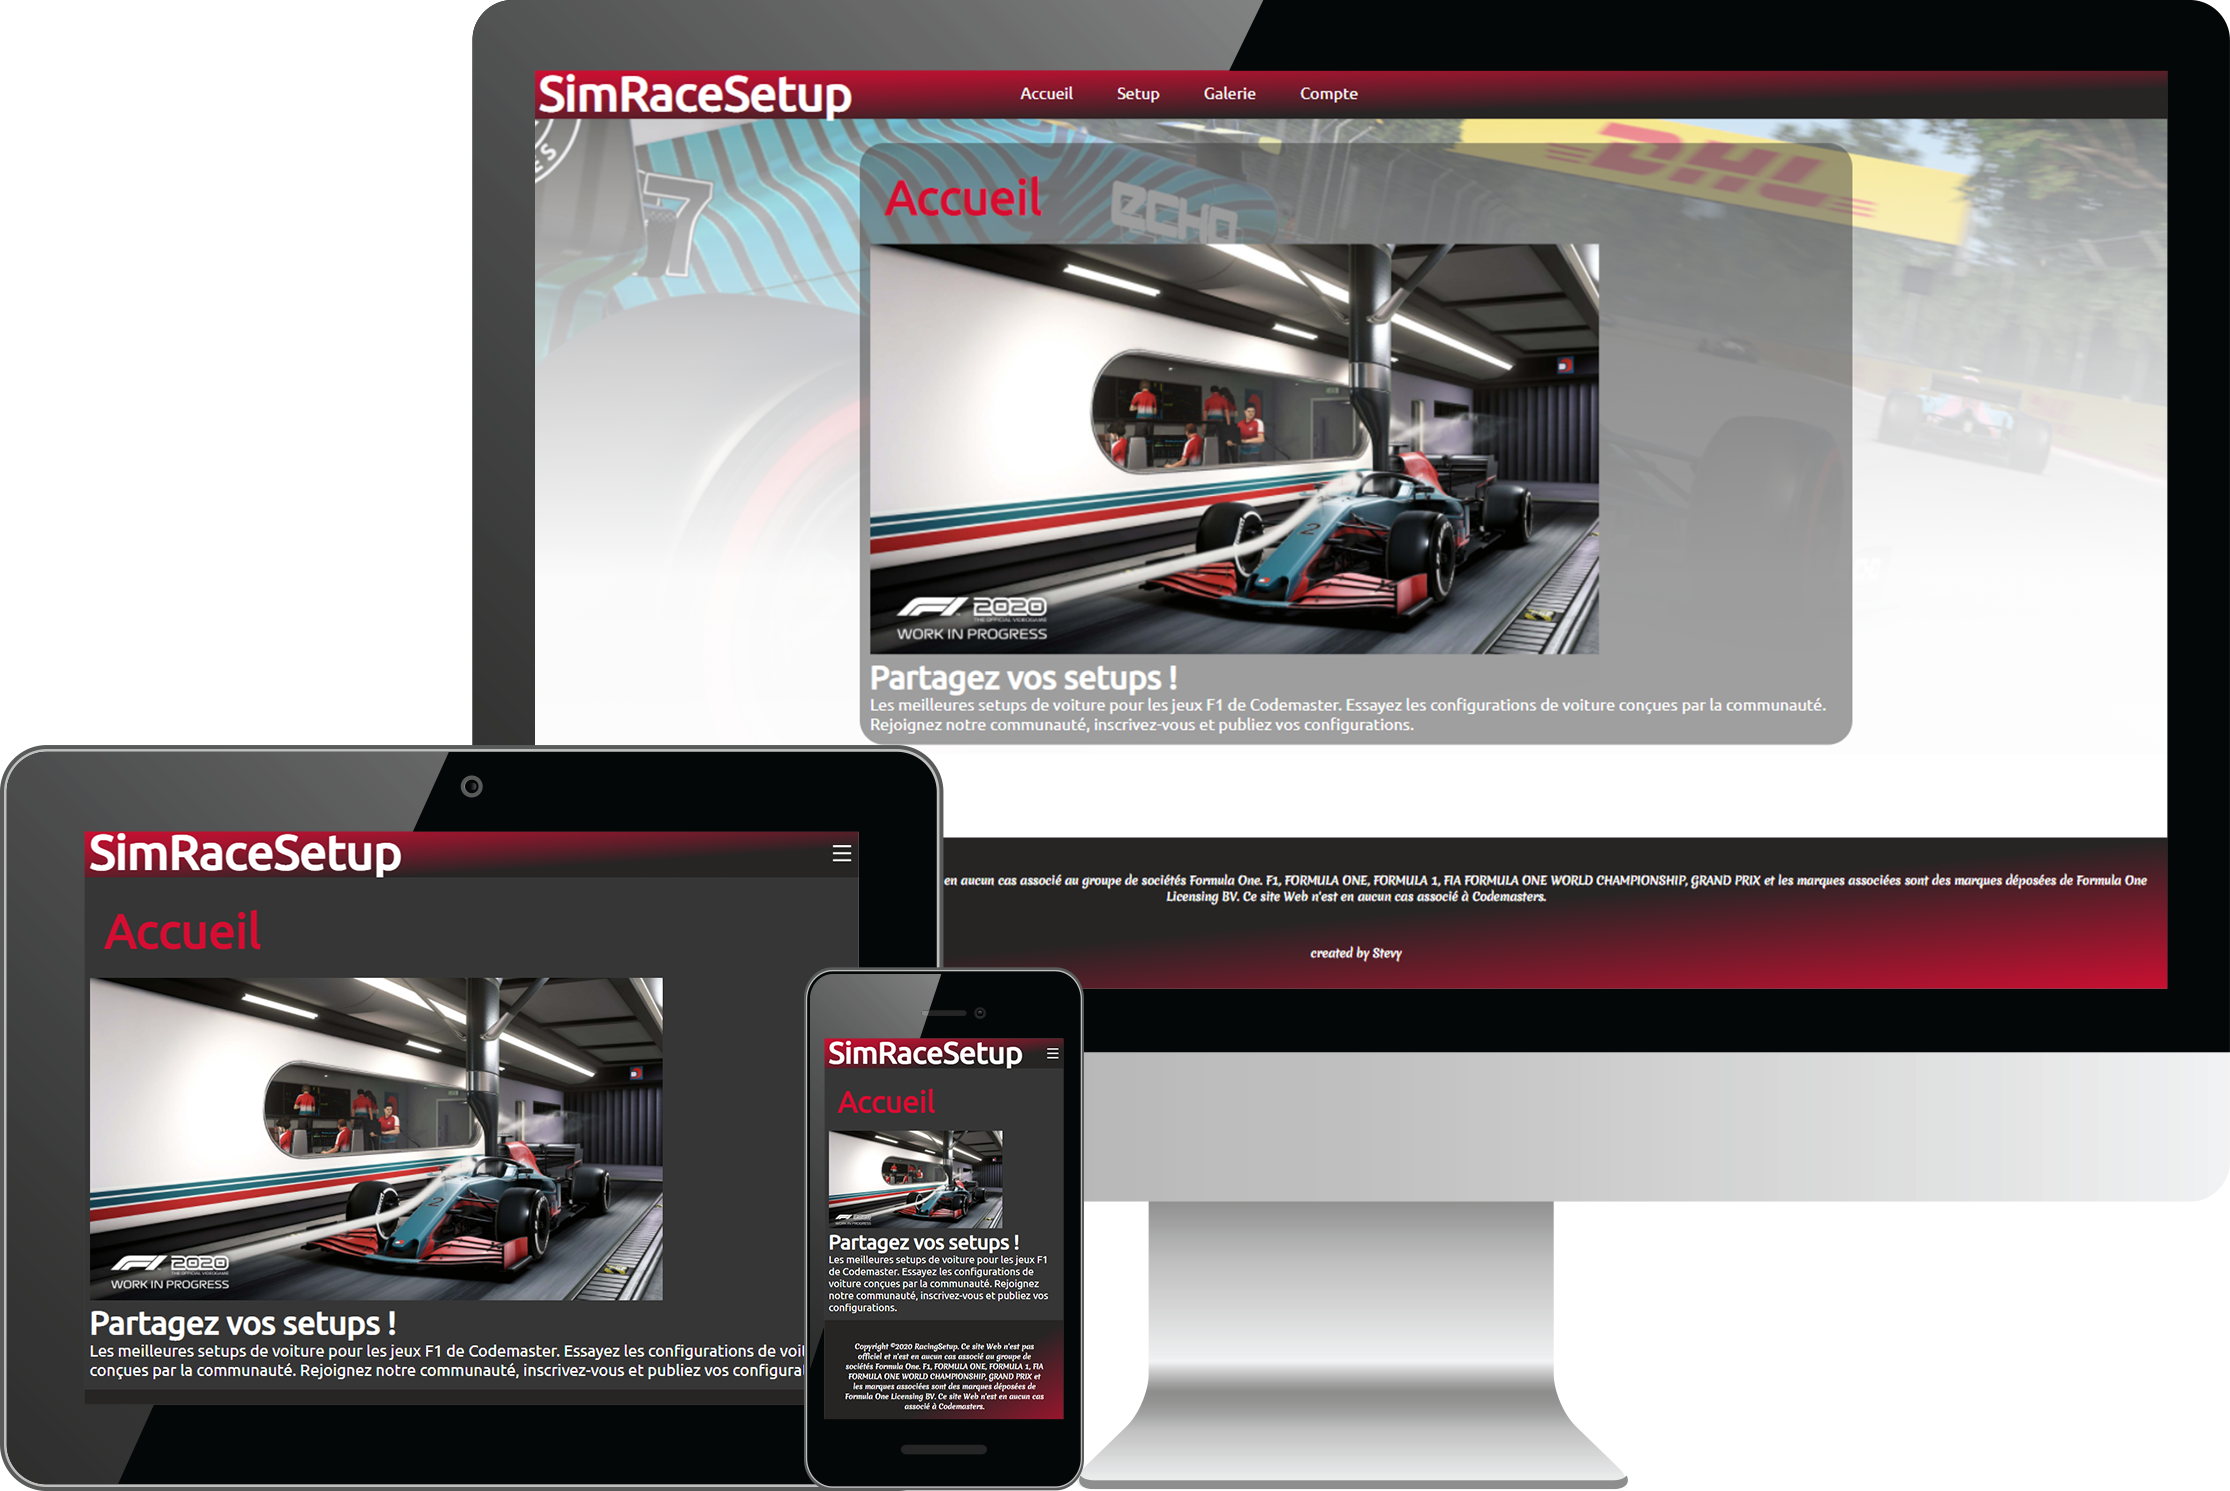 SimRaceSetup
Accueil Setup Galerie Compte
ES
7
DHL
Accueil
ECHO
2
F1 2020
THE OFFICIAL VIDEOGAME
WORK IN PROGRESS
Partagez vos setups !
Les meilleures setups de voiture pour les jeux F1 de Codemaster. Essayez les configurations de voiture conçues par la communauté.
Rejoignez notre communauté, inscrivez-vous et publiez vos configurations.
en aucun cas associé au groupe de sociétés Formula One. F1, FORMULA ONE, FORMULA 1, FIA FORMULA ONE WORLD CHAMPIONSHIP, GRAND PRIX et les marques associées sont des marques déposées de Formula One
Licensing BV. Ce site Web n'est en aucun cas associé à Codemasters.
created by Stevy
SimRaceSetup
Accueil
2
F1 2020
WORK IN PROGRESS
Partagez vos setups !
Les meilleures setups de voiture pour les jeux F1 de Codemaster. Essayez les configurations de voi
conçues par la communauté. Rejoignez notre communauté, inscrivez-vous et publiez vos configurat
SimRaceSetup
Accueil
WORK IN PROGRESS
Partagez vos setups !
Les meilleures setups de voiture pour les jeux F1
de Codemaster. Essayez les configurations de
voiture conçues par la communauté. Rejoignez
notre communauté, inscrivez-vous et publiez vos
configurations.
Copyright ©2020 RacingSetup. Ce site Web n'est pas
officiel et n'est en aucun cas associé au groupe de
sociétés Formula One. F1, FORMULA ONE, FORMULA 1, FIA
FORMULA ONE WORLD CHAMPIONSHIP, GRAND PRIX et
les marques associées sont des marques déposées de
Formula One Licensing BV. Ce site Web n'est en aucun cas
associé à Codemasters.